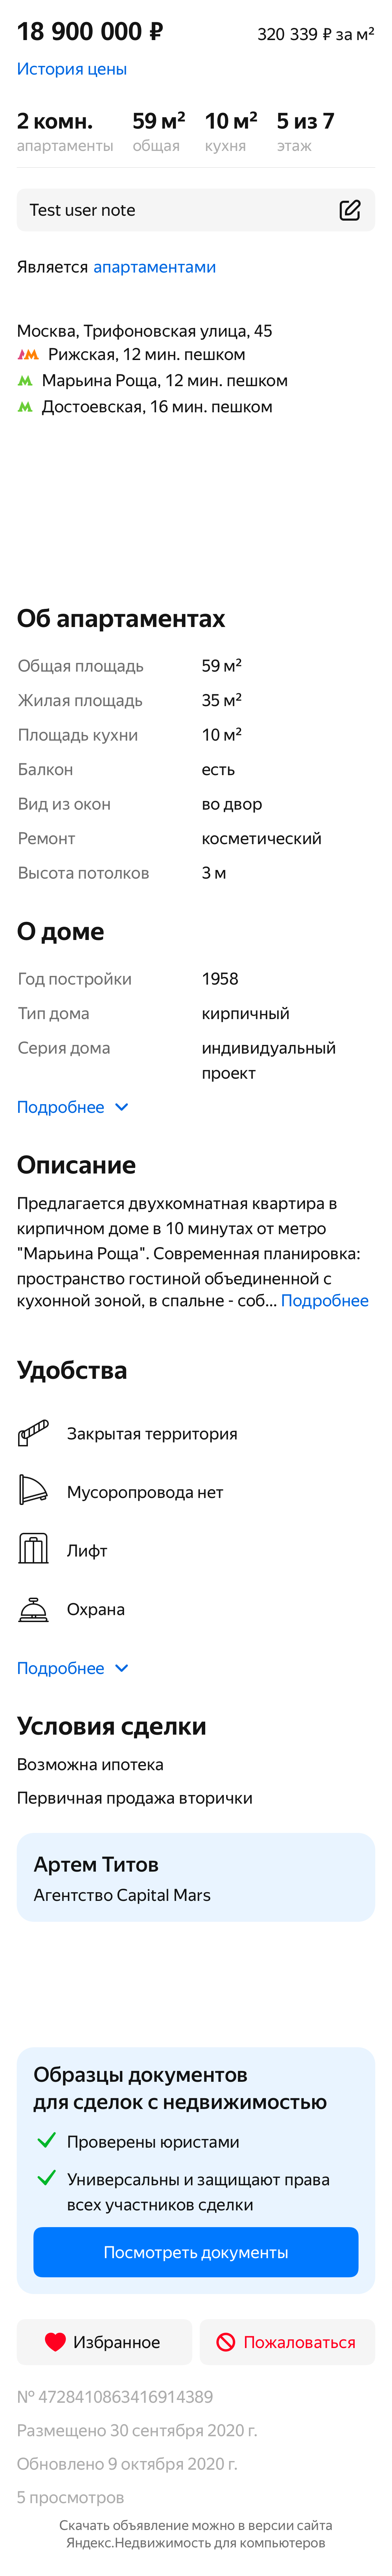 18 900 000 ₽
320 339 ₽ за м²
История цены
2 комн.
59 м²
10 м²
5 из 7
апартаменты
общая
кухня
этаж
Test user note
Является апартаментами
Москва, Трифоновская улица, 45
Рижская, 12 мин. пешком
Марьина Роща, 12 мин. пешком
Достоевская, 16 мин. пешком
Об апартаментах
Общая площадь 59 м²
Жилая площадь 35 м²
Площадь кухни 10 м²
Балкон есть
Вид из окон во двор
Ремонт косметический
Высота потолков 3 м
О доме
Год постройки 1958
Тип дома кирпичный
Серия дома индивидуальный
проект
Подробнее
Описание
Предлагается двухкомнатная квартира в
кирпичном доме в 10 минутах от метро
"Марьина Роща". Современная планировка:
пространство гостиной объединенной с
кухонной зоной, в спальне - соб... Подробнее
Удобства
Закрытая территория
Мусоропровода нет
Лифт
Охрана
Подробнее
Условия сделки
Возможна ипотека
Первичная продажа вторички
Артем Титов
Агентство Capital Mars
Образцы документов
для сделок с недвижимостью
Проверены юристами
Универсальны и защищают права
всех участников сделки
Посмотреть документы
Избранное
Пожаловаться
№ 4728410863416914389
Размещено 30 сентября 2020 г.
Обновлено 9 октября 2020 г.
5 просмотров
Скачать объявление можно в версии сайта
Яндекс.Недвижимость для компьютеров